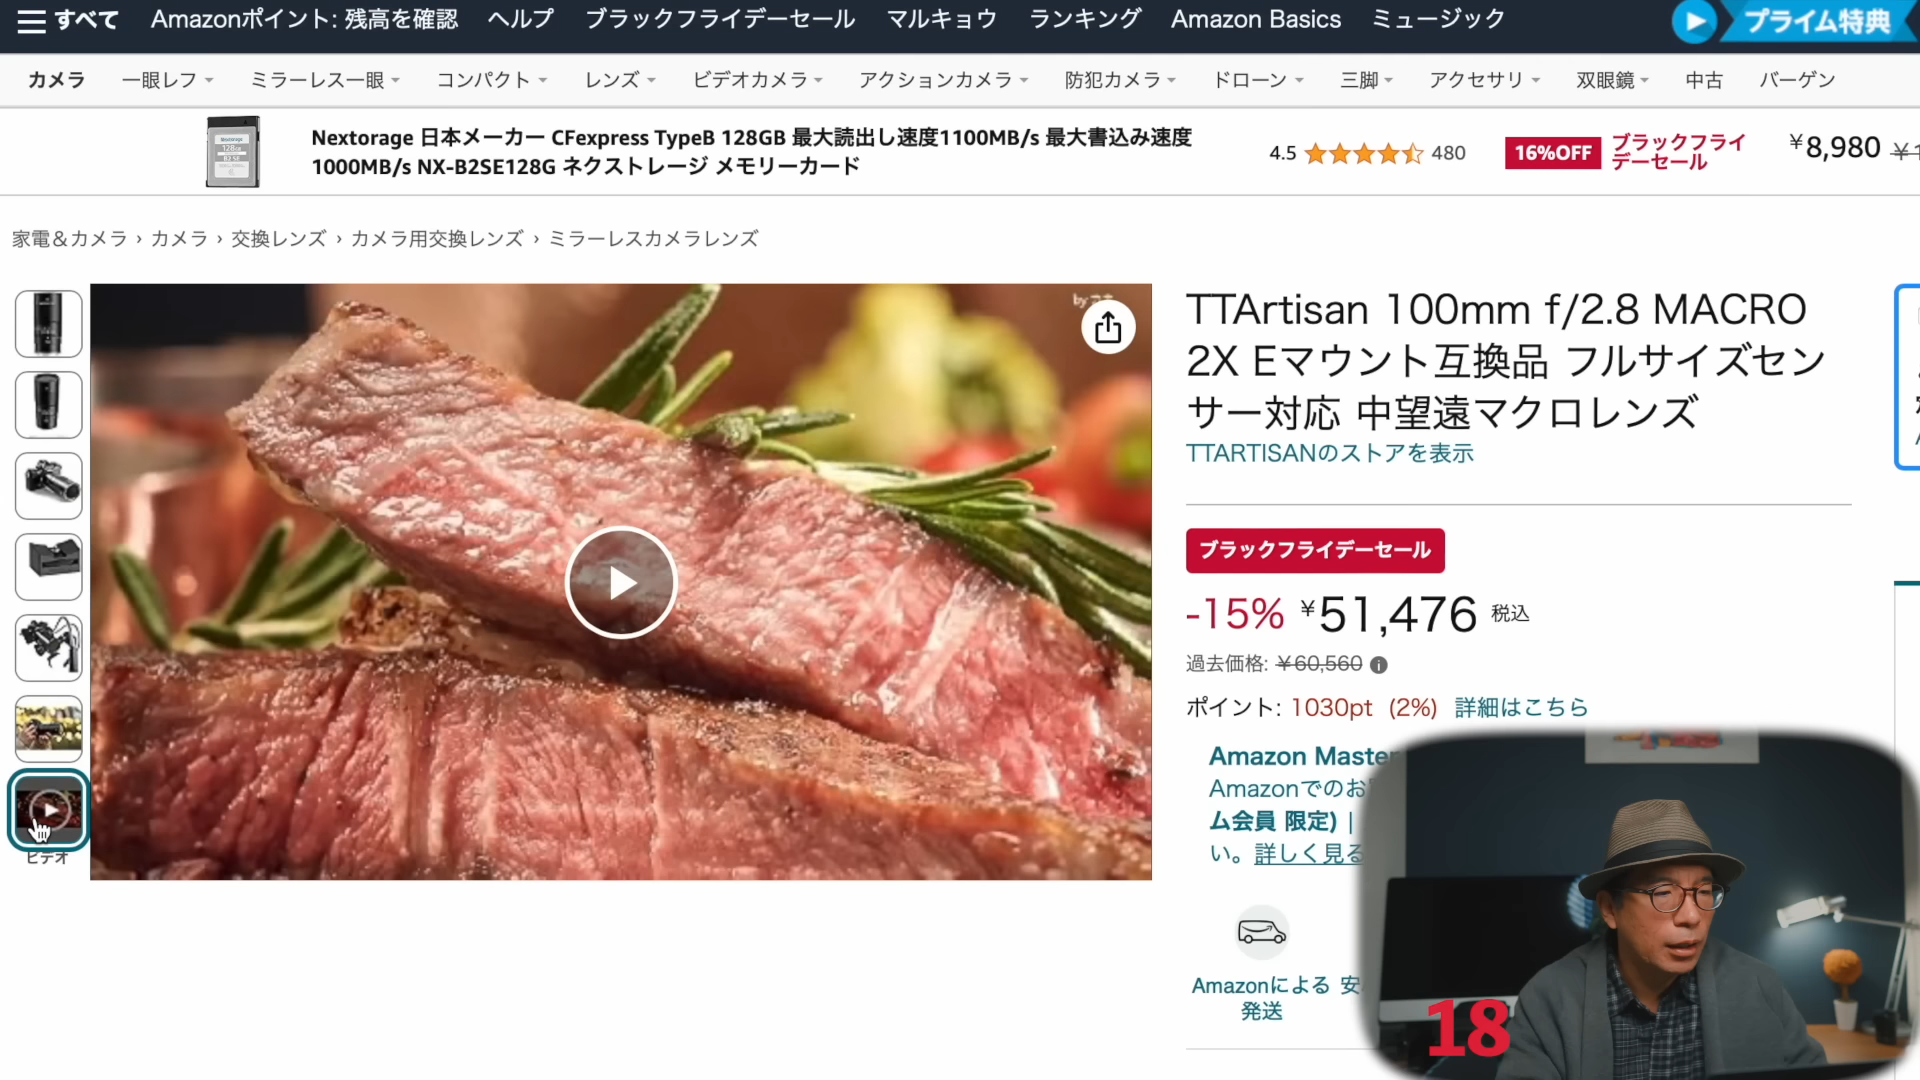 すべて
Amazonポイント: 残高を確認
ヘルプ
ブラックフライデーセール
マルキョウ
ランキング
Amazon Basics
ミュージック
プライム特典
カメラ
一眼レフ
ミラーレス一眼
コンパクト
レンズ
ビデオカメラ
アクションカメラ
防犯カメラ
ドローン
三脚
アクセサリ
双眼鏡
中古
バーゲン
Nextorage 日本メーカー CFexpress TypeB 128GB 最大読出し速度1100MB/s 最大書込み速度
1000MB/s NX-B2SE128G ネクストレージ メモリーカード
4.5
480
16%OFF
ブラックフライ
デーセール
¥8,980
家電＆カメラ › カメラ › 交換レンズ › カメラ用交換レンズ › ミラーレスカメラレンズ
TTArtisan 100mm f/2.8 MACRO
2X Eマウント互換品 フルサイズセン
サー対応 中望遠マクロレンズ
TTARTISANのストアを表示
ブラックフライデーセール
-15% ¥51,476 税込
過去価格: ¥60,560
ポイント: 1030pt (2%) 詳細はこちら
Amazon Master
Amazonでのお
ム会員 限定) |
い。詳しく見る
ビデオ
Amazonによる
発送
安
18